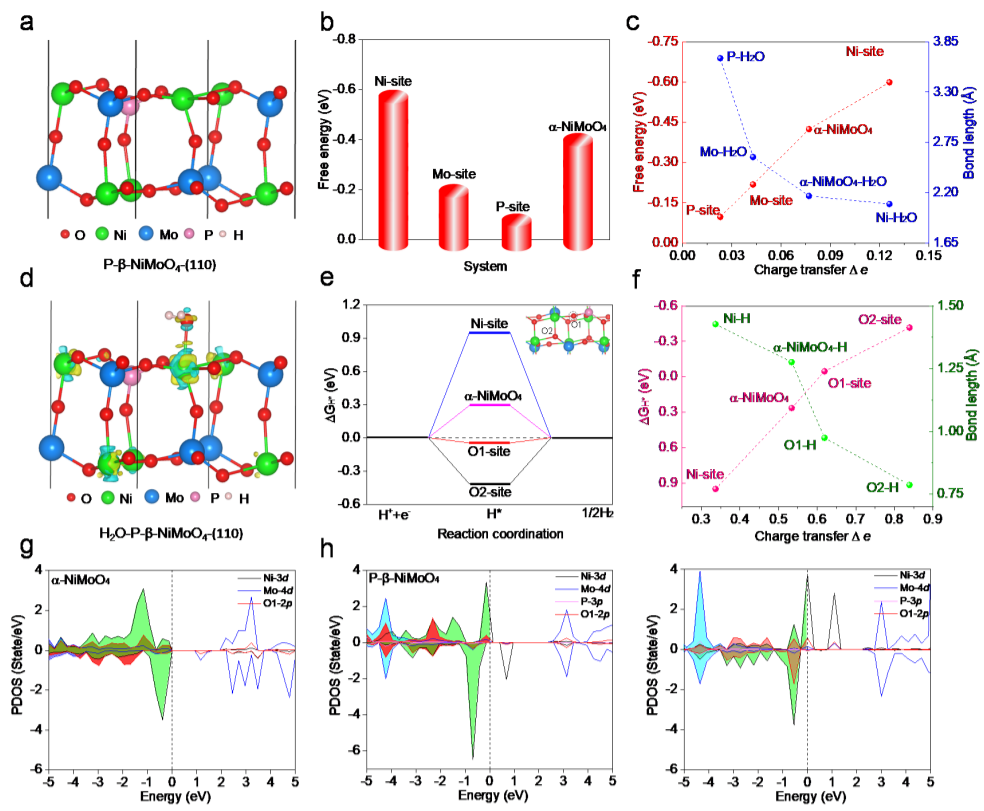 a
O Ni Mo P H
P-β-NiMoO₄-(110)
b
-0.8
-0.6
-0.4
-0.2
0.0
Free energy (eV)
Ni-site
Mo-site
P-site
α-NiMoO₄
System
c
-0.75
-0.60
-0.45
-0.30
-0.15
0.00
Free energy (eV)
3.85
3.30
2.75
2.20
1.65
Bond length (Å)
P-H₂O
Ni-site
α-NiMoO₄
Mo-H₂O
α-NiMoO₄-H₂O
P-site
Mo-site
Ni-H₂O
0.00 0.03 0.06 0.09 0.12 0.15
Charge transfer Δ e
d
O Ni Mo P H
H₂O-P-β-NiMoO₄-(110)
e
1.2
0.9
0.6
0.3
0.0
-0.3
-0.6
ΔG_H* (eV)
Ni-site
O2
O1
α-NiMoO₄
O1-site
O2-site
H⁺+e⁻ H* 1/2H₂
Reaction coordination
f
-0.6
-0.3
0.0
0.3
0.6
0.9
ΔG_H* (eV)
1.50
1.25
1.00
0.75
Bond length (Å)
Ni-H
O2-site
α-NiMoO₄-H
O1-site
α-NiMoO₄
O1-H
Ni-site
O2-H
0.3 0.4 0.5 0.6 0.7 0.8 0.9
Charge transfer Δ e
g
α-NiMoO₄
Ni-3d
Mo-4d
O1-2p
4
2
0
2
4
6
PDOS (State/eV)
-5 -4 -3 -2 -1 0 1 2 3 4 5
Energy (eV)
h
P-β-NiMoO₄
Ni-3d
Mo-4d
P-3p
O1-2p
4
2
0
-2
-4
-6
PDOS (State/eV)
-5 -4 -3 -2 -1 0 1 2 3 4 5
Energy (eV)
Ni-3d
Mo-4d
P-3p
O1-2p
4
2
0
-2
-4
-6
PDOS (State/eV)
-5 -4 -3 -2 -1 0 1 2 3 4 5
Energy (eV)